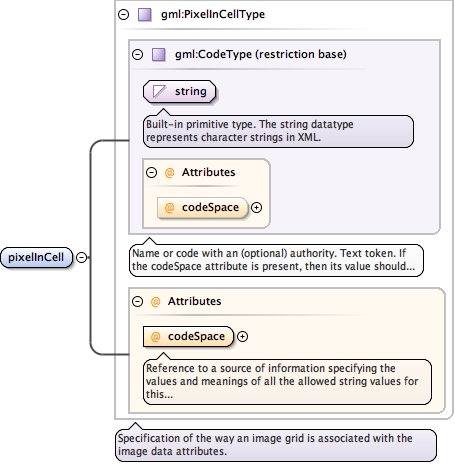 gml:PixelInCellType
gml:CodeType (restriction base)
string
Built-in primitive type. The string datatype
represents character strings in XML.
@ Attributes
@ codeSpace
pixelInCell
Name or code with an (optional) authority. Text token. If
the codeSpace attribute is present, then its value should...
@ Attributes
@ codeSpace
Reference to a source of information specifying the
values and meanings of all the allowed string values for
this...
Specification of the way an image grid is associated with the
image data attributes.